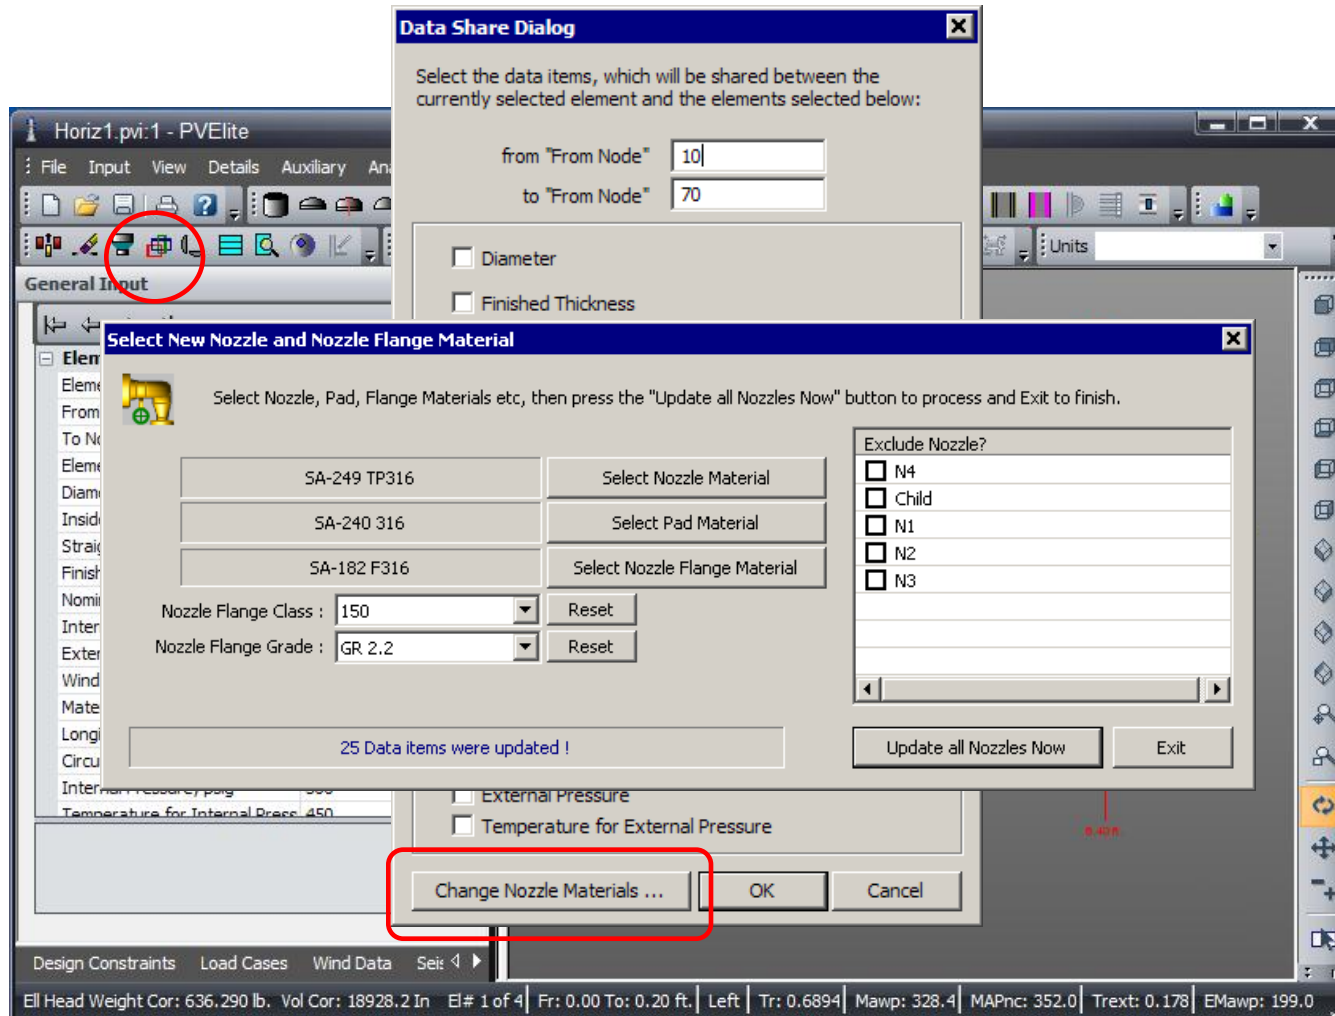 Data Share Dialog
Select the data items, which will be shared between the
currently selected element and the elements selected below:
from "From Node" 10
to "From Node" 70
Horiz1.pvi:1 - PVElite
File Input View Details Auxiliary
Units
Diameter
Finished Thickness
General Input
Select New Nozzle and Nozzle Flange Material
Select Nozzle, Pad, Flange Materials etc, then press the "Update all Nozzles Now" button to process and Exit to finish.
Exclude Nozzle?
N4
Child
N1
N2
N3
SA-249 TP316 Select Nozzle Material
SA-240 316 Select Pad Material
SA-182 F316 Select Nozzle Flange Material
Nozzle Flange Class : 150 Reset
Nozzle Flange Grade : GR 2.2 Reset
25 Data items were updated !
Update all Nozzles Now Exit
From
To
Wind
Temperature for Internal Press 450
External Pressure
Temperature for External Pressure
Change Nozzle Materials ... OK Cancel
Design Constraints Load Cases Wind Data
Ell Head Weight Cor: 636.290 lb. Vol Cor: 18928.2 In El# 1 of 4 Fr: 0.00 To: 0.20 ft. Left Tr: 0.6894 Mawp: 328.4 MAPnc: 352.0 Trext: 0.178 EMawp: 199.0